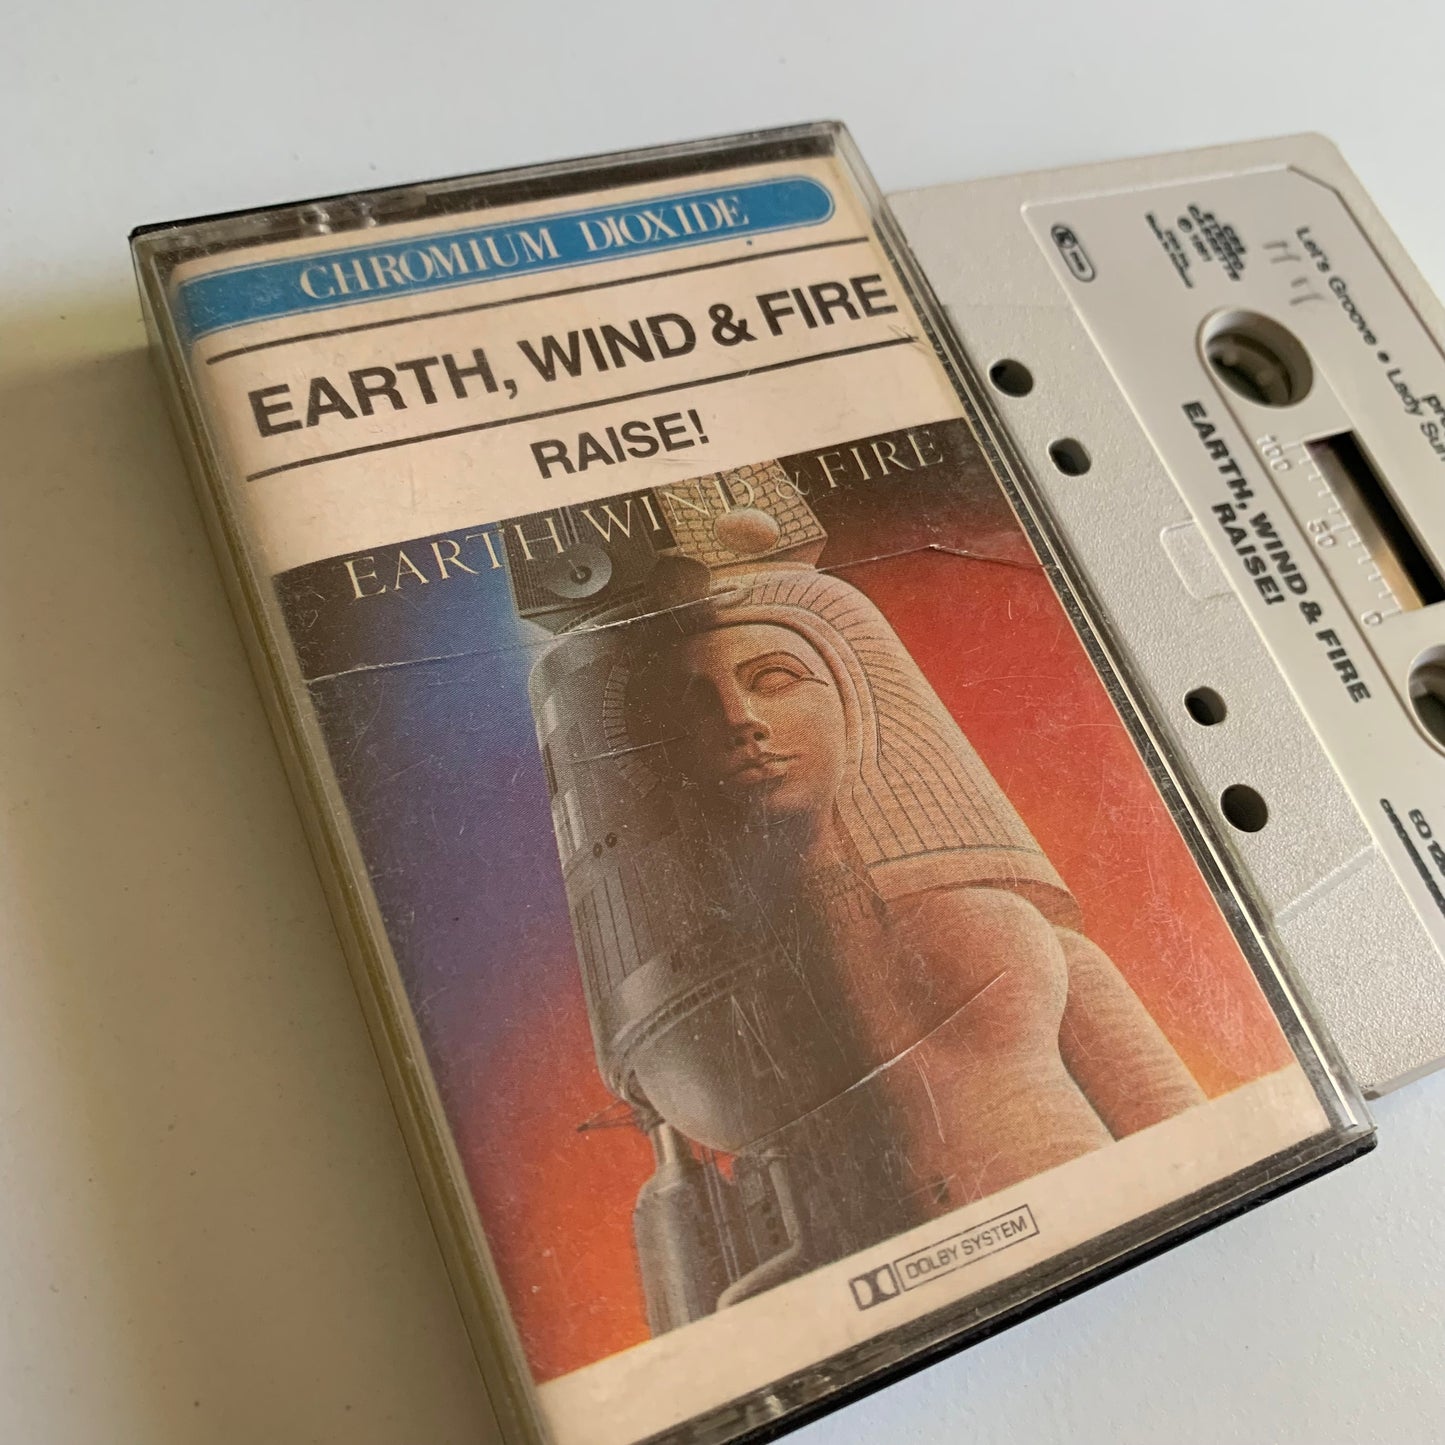 CHROMIUM DIOXIDE
EARTH, WIND & FIRE
RAISE!
EARTH WIND & FIRE
DOLBY SYSTEM
Let's Groove • Lady Sun
EARTH, WIND & FIRE
RAISE!
100
50
0